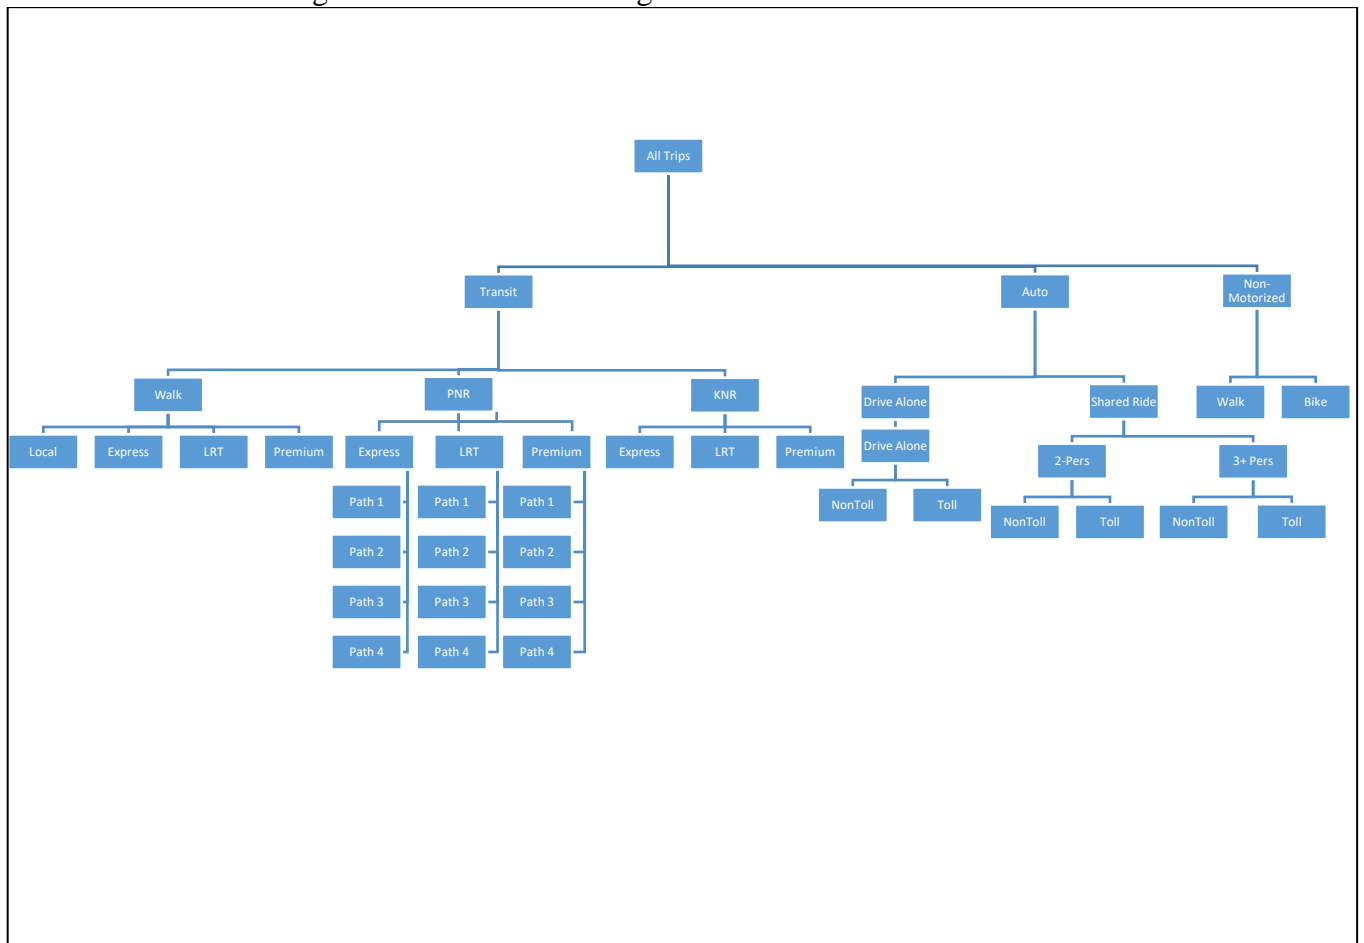 All Trips
Transit
Auto
Non-
Motorized
Walk
PNR
KNR
Drive Alone
Shared Ride
Walk
Bike
Local
Express
LRT
Premium
Express
LRT
Premium
Express
LRT
Premium
Drive Alone
2-Pers
3+ Pers
Path 1
Path 1
Path 1
NonToll
Toll
NonToll
Toll
NonToll
Toll
Path 2
Path 2
Path 2
Path 3
Path 3
Path 3
Path 4
Path 4
Path 4